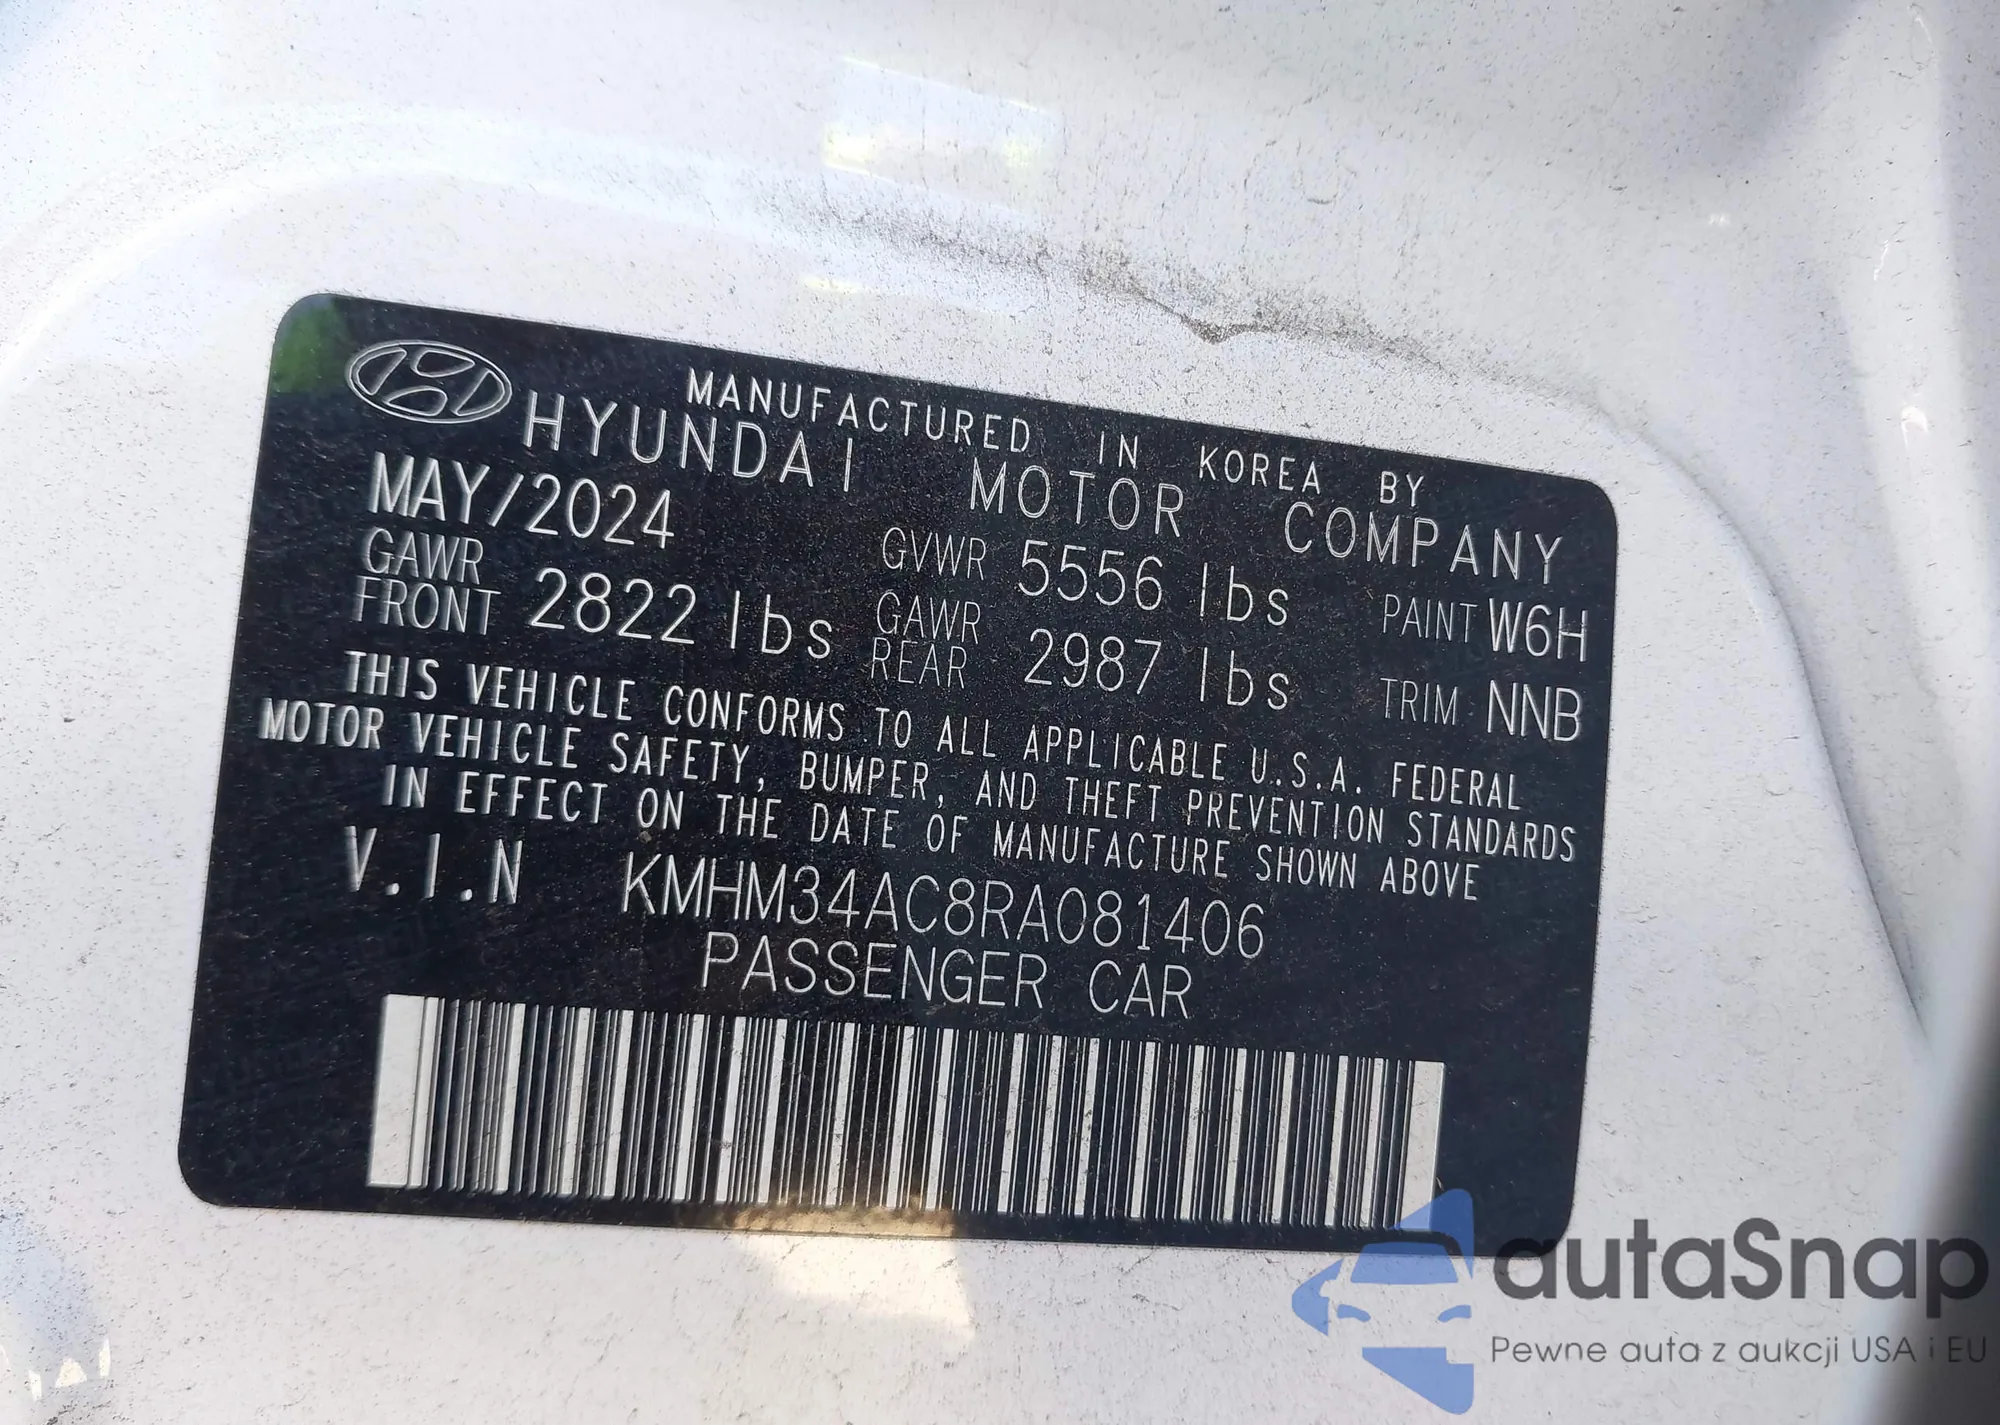 MANUFACTURED IN KOREA BY
HYUNDAI MOTOR COMPANY
MAY/2024 GVWR 5556 lbs PAINT W6H
GAWR FRONT 2822 lbs GAWR REAR 2987 lbs TRIM NNB
THIS VEHICLE CONFORMS TO ALL APPLICABLE U.S.A. FEDERAL
MOTOR VEHICLE SAFETY, BUMPER, AND THEFT PREVENTION STANDARDS
IN EFFECT ON THE DATE OF MANUFACTURE SHOWN ABOVE
V.I.N KMHM34AC8RA081406
PASSENGER CAR
autaSnap
Pewne auta z aukcji USA i EU